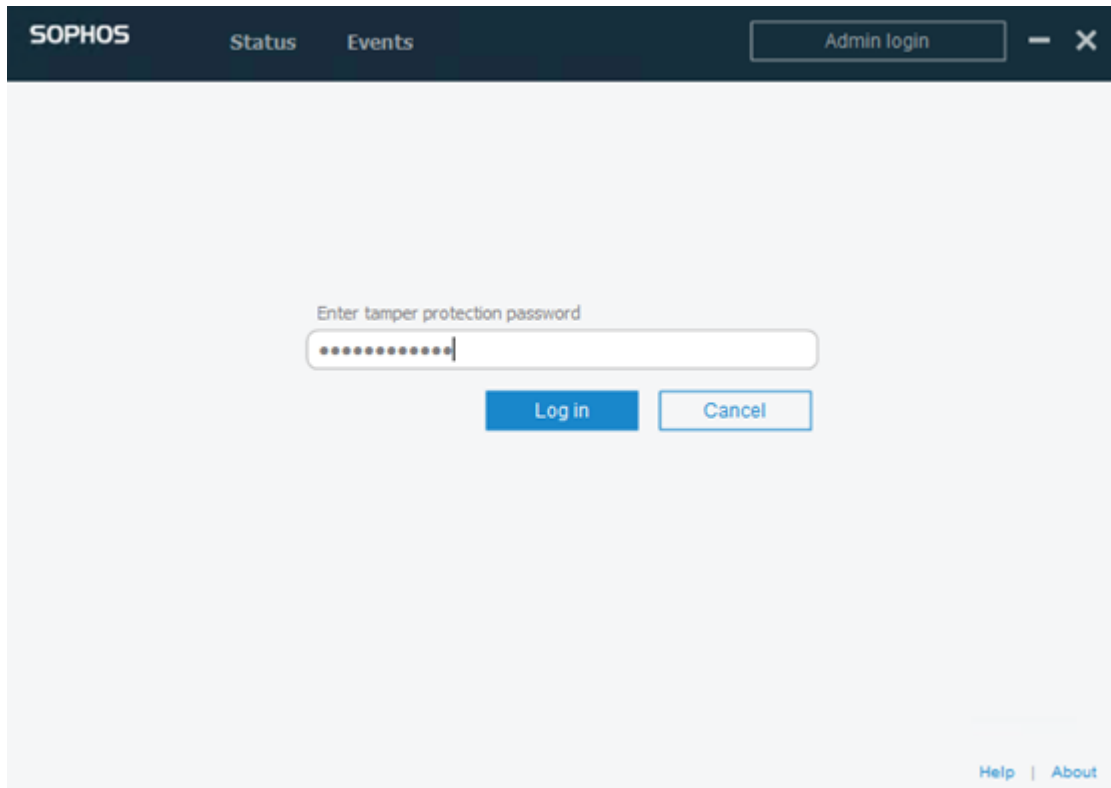 SOPHOS Status Events Admin login
Enter tamper protection password
••••••••••••
Log in Cancel
Help | About